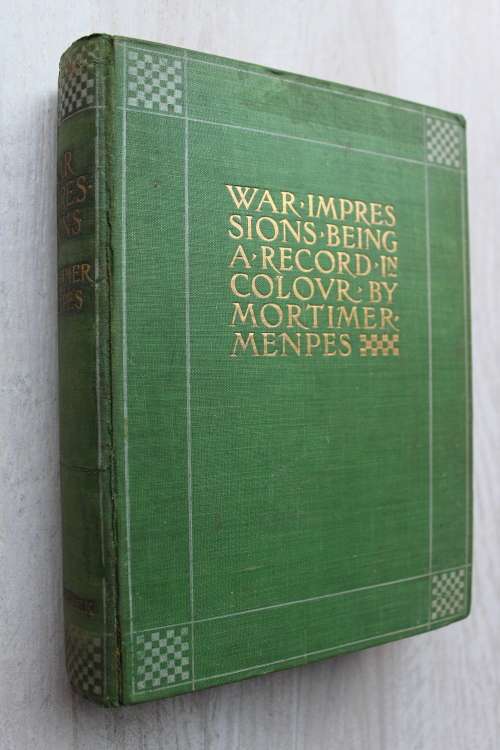 WAR·IMPRES
SIONS·BEING
A·RECORD·IN
COLOVR·BY
MORTIMER·
MENPES